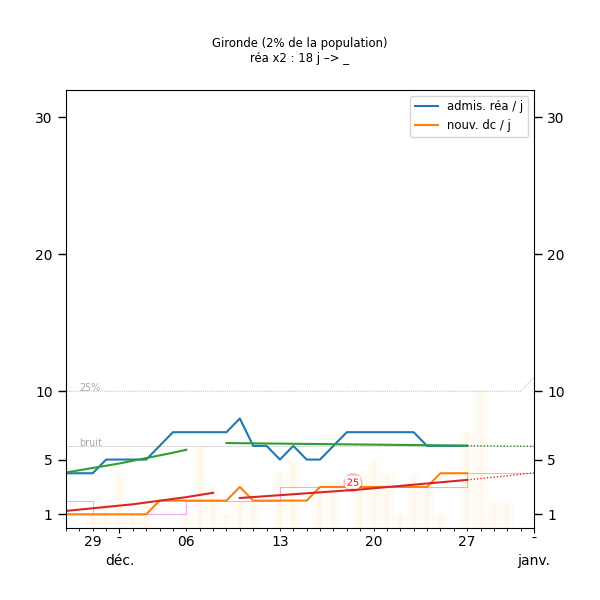 Gironde (2% de la population)
réa x2 : 18 j –> _
admis. réa / j
nouv. dc / j
30
30
20
20
25%
10
10
bruit
5
5
25
1
1
29
-
06
13
20
27
-
déc.
janv.